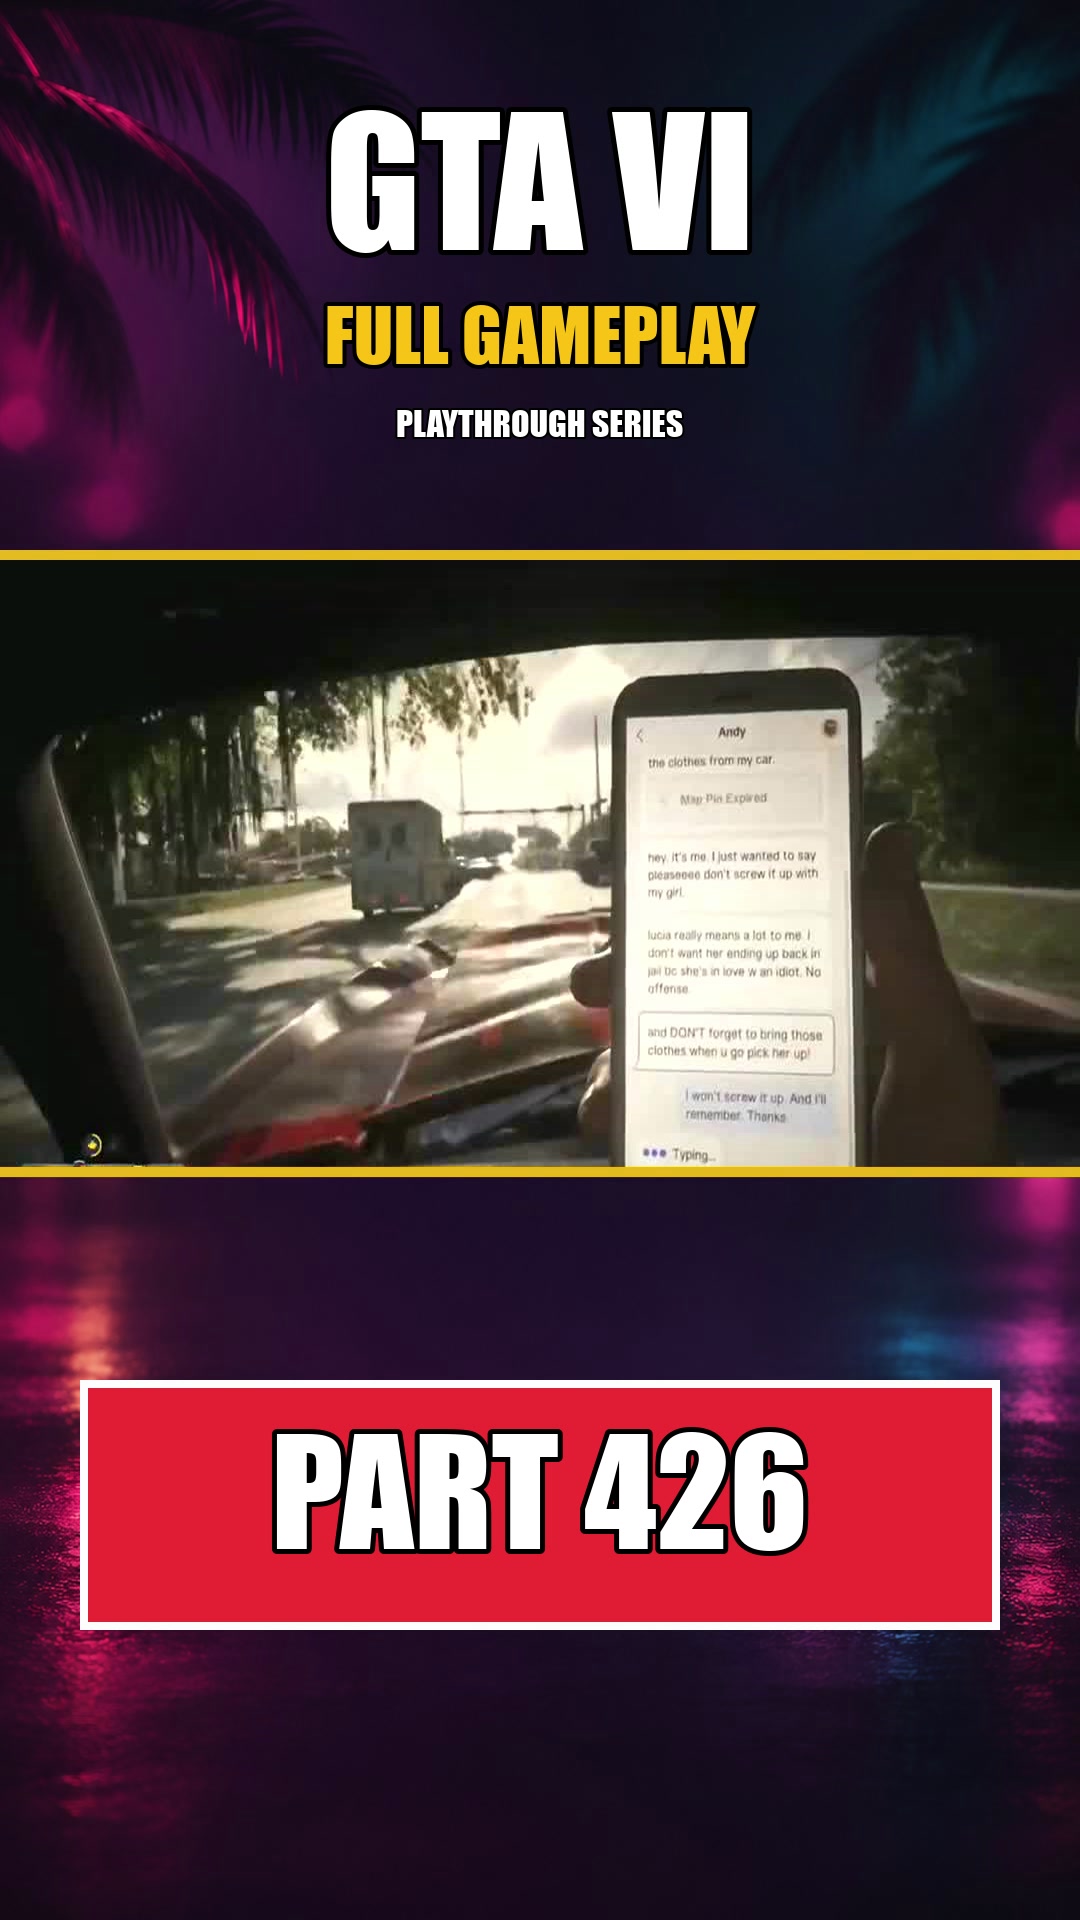 GTA VI
FULL GAMEPLAY
PLAYTHROUGH SERIES
Andy
the clothes from my car.
Map Pin Expired
hey. it's me. I just wanted to say
pleaseeee don't screw it up with
my girl.
lucia really means a lot to me. I
don't want her ending up back in
jail bc she's in love w an idiot. No
offense.
and DON'T forget to bring those
clothes when u go pick her up!
I won't screw it up. And I'll
remember. Thanks.
Typing...
PART 426